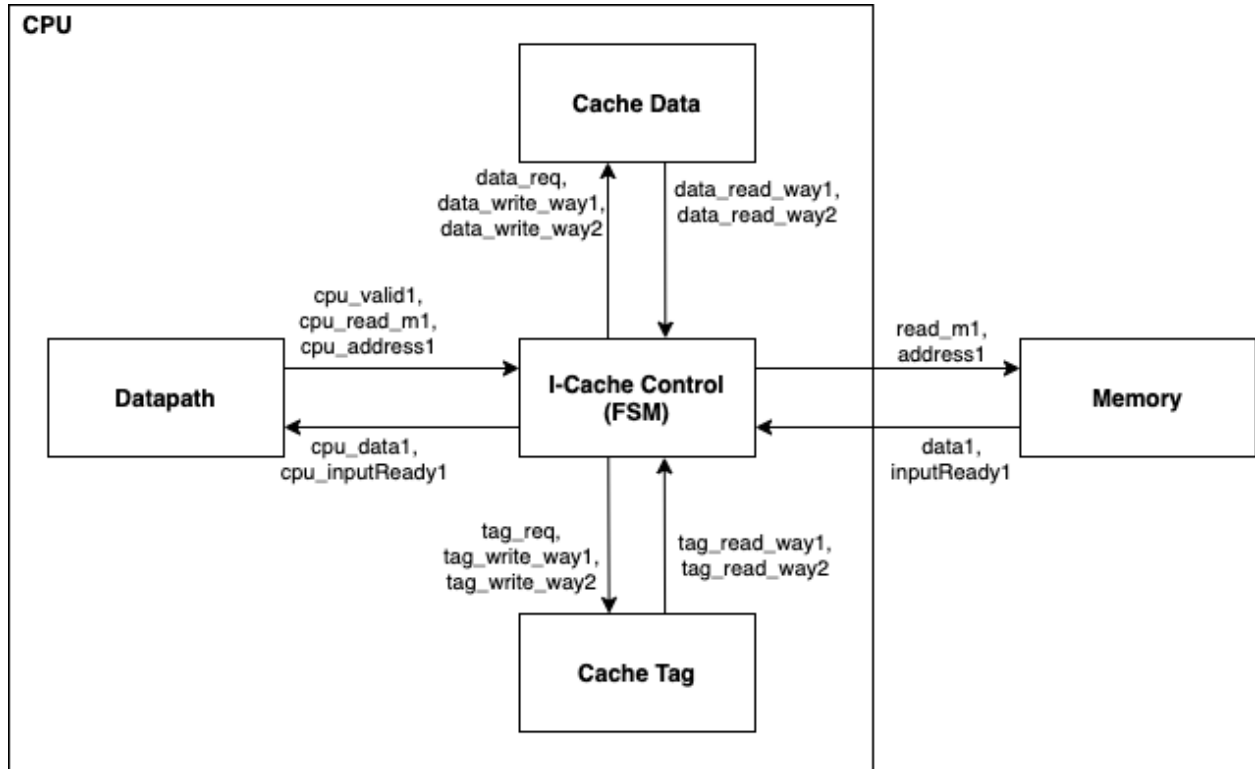 CPU
Cache Data
data_req,
data_write_way1,
data_write_way2
data_read_way1,
data_read_way2
cpu_valid1,
cpu_read_m1,
cpu_address1
read_m1,
address1
Datapath
I-Cache Control
(FSM)
Memory
cpu_data1,
cpu_inputReady1
data1,
inputReady1
tag_req,
tag_write_way1,
tag_write_way2
tag_read_way1,
tag_read_way2
Cache Tag